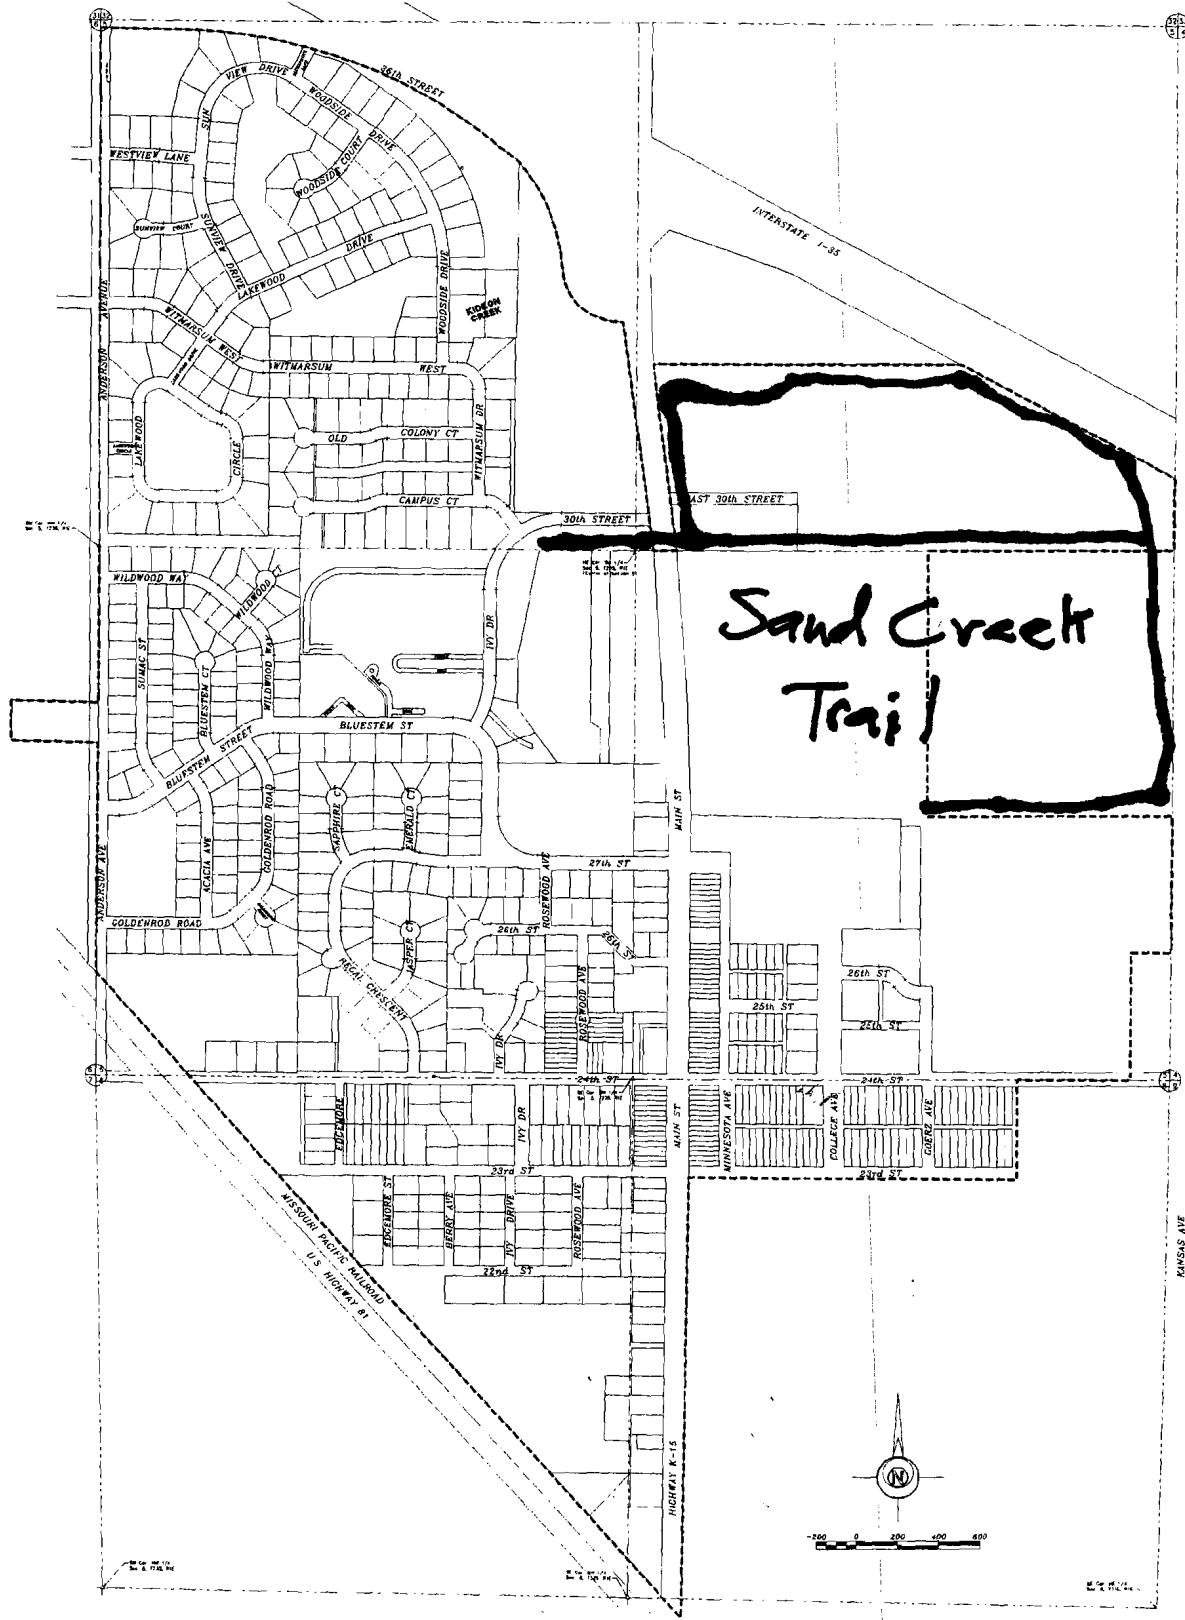 36th STREET
VIEW DRIVE
SUN
WOODSIDE
DRIVE
WESTVIEW LANE
WOODSIDE COURT
SUNVIEW COURT
SUNVIEW DRIVE
INTERSTATE I-35
DRIVE
LAKEWOOD
WOODSIDE DRIVE
ANDERSON AVENUE
KIDRON
CREEK
WITMARSUM WEST
WITMARSUM
WEST
LAKEWOOD
CIRCLE
OLD
COLONY CT
WITMARSUM DR
CAMPUS CT
30th STREET
AST 30th STREET
WILDWOOD WAY
WILDWOOD CT
Sand Creek
Trail
SUMAC ST
BLUESTEM CT
WILDWOOD WAY
IVY DR
BLUESTEM STREET
BLUESTEM ST
SAPPHIRE CT
EMERALD CT
MAIN ST
ACACIA AVE
GOLDENROD ROAD
ANDERSON AVE
27th ST
ROSEWOOD AVE
GOLDENROD ROAD
26th ST
26th ST
JASPER CT
REGAL CRESCENT
ROSEWOOD AVE
26th ST
25th ST
25th ST
IVY DR
24th ST
24th ST
EDGEMORE
IVY DR
MAIN ST
MINNESOTA AVE
COLLEGE AVE
GOERZ AVE
23rd ST
23rd ST
EDGEMORE ST
BERRY AVE
IVY DRIVE
ROSEWOOD AVE
22nd ST
KANSAS AVE
MISSOURI PACIFIC RAILROAD
U.S. HIGHWAY 81
HIGHWAY K-15
N
-200 0 200 400 600